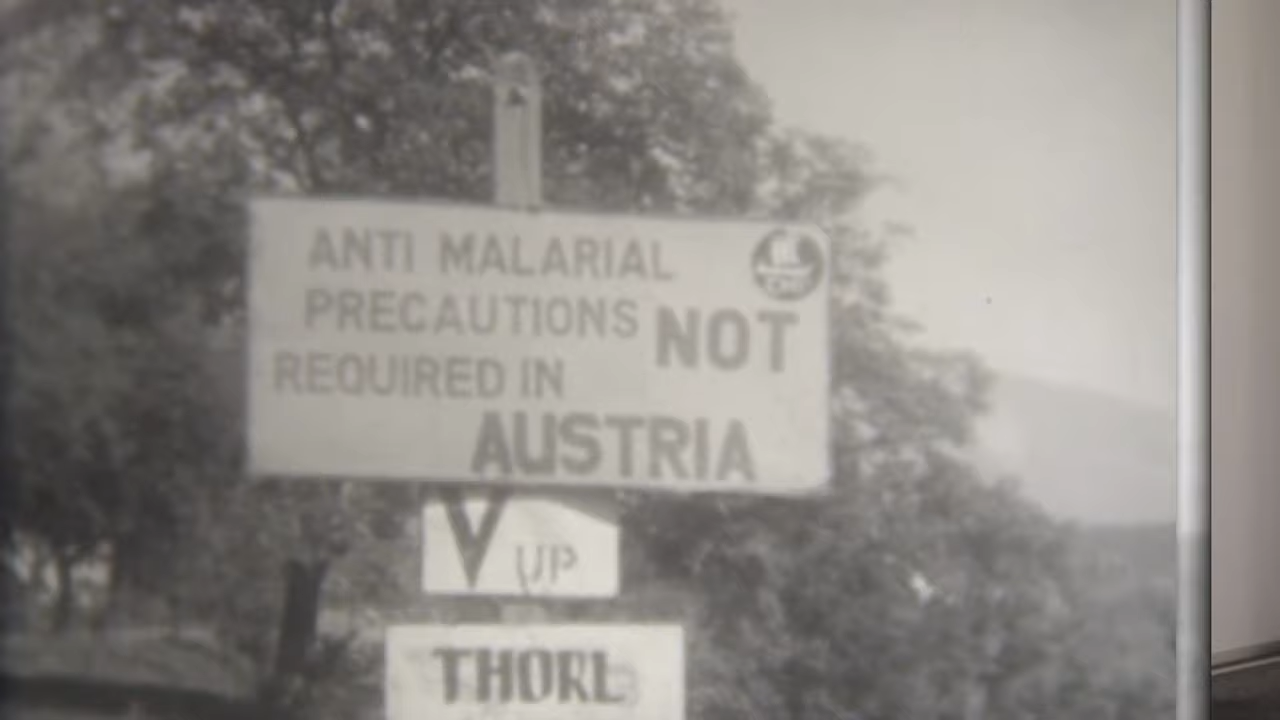 ANTI MALARIAL
PRECAUTIONS NOT
REQUIRED IN
AUSTRIA
V UP
THORL